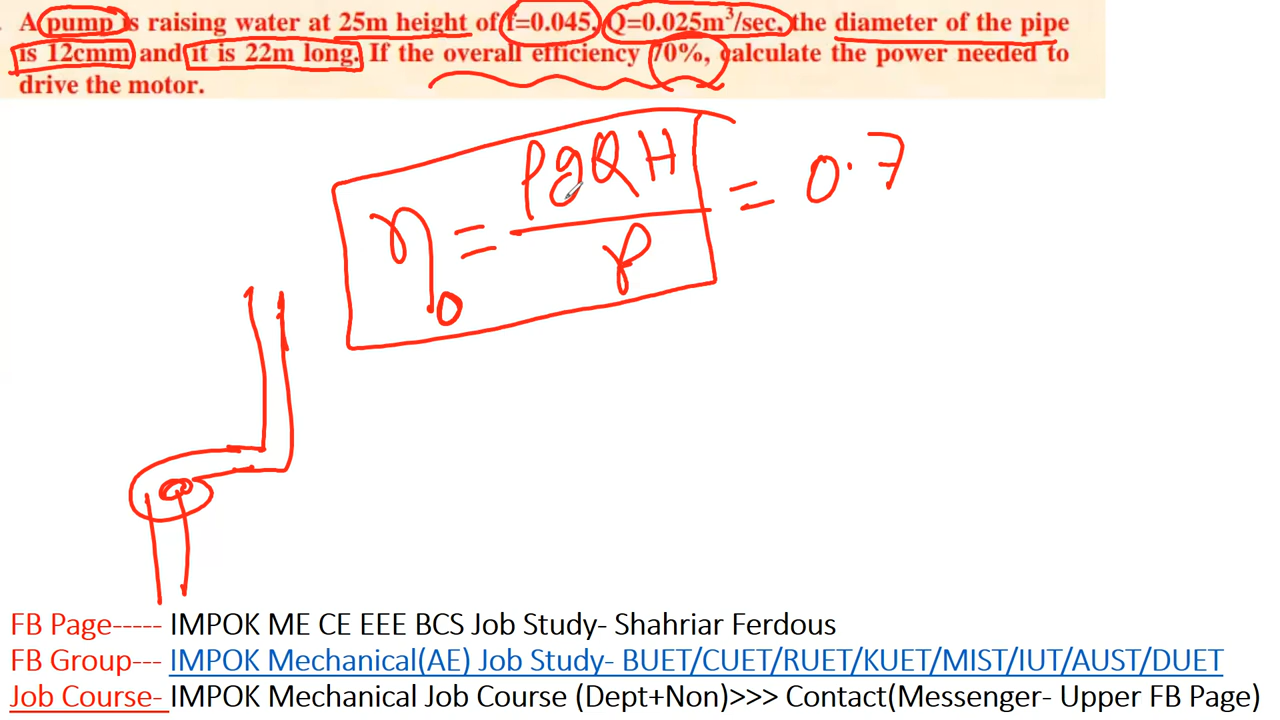 A pump is raising water at 25m height of f=0.045, Q=0.025m³/sec, the diameter of the pipe
is 12cmm and it is 22m long. If the overall efficiency 70%, calculate the power needed to
drive the motor.
η₀ = ρgQH / P = 0.7
FB Page----- IMPOK ME CE EEE BCS Job Study- Shahriar Ferdous
FB Group--- IMPOK Mechanical(AE) Job Study- BUET/CUET/RUET/KUET/MIST/IUT/AUST/DUET
Job Course- IMPOK Mechanical Job Course (Dept+Non)>>> Contact(Messenger- Upper FB Page)